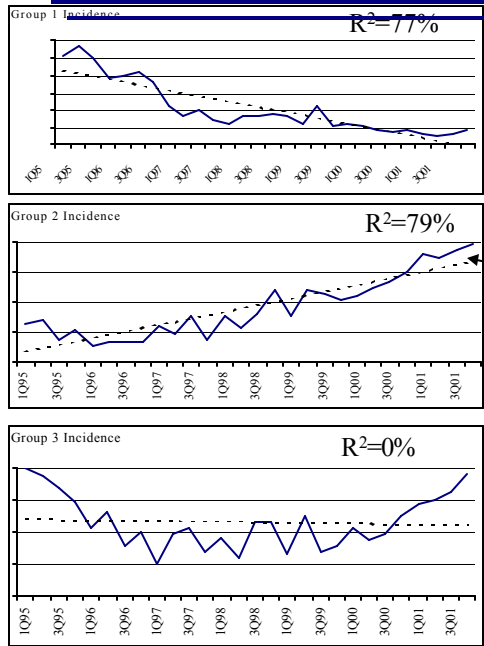 Group 1 Incidence
R²=77%
1Q95 3Q95 1Q96 3Q96 1Q97 3Q97 1Q98 3Q98 1Q99 3Q99 1Q00 3Q00 1Q01 3Q01
Group 2 Incidence
R²=79%
1Q95 3Q95 1Q96 3Q96 1Q97 3Q97 1Q98 3Q98 1Q99 3Q99 1Q00 3Q00 1Q01 3Q01
Group 3 Incidence
R²=0%
1Q95 3Q95 1Q96 3Q96 1Q97 3Q97 1Q98 3Q98 1Q99 3Q99 1Q00 3Q00 1Q01 3Q01